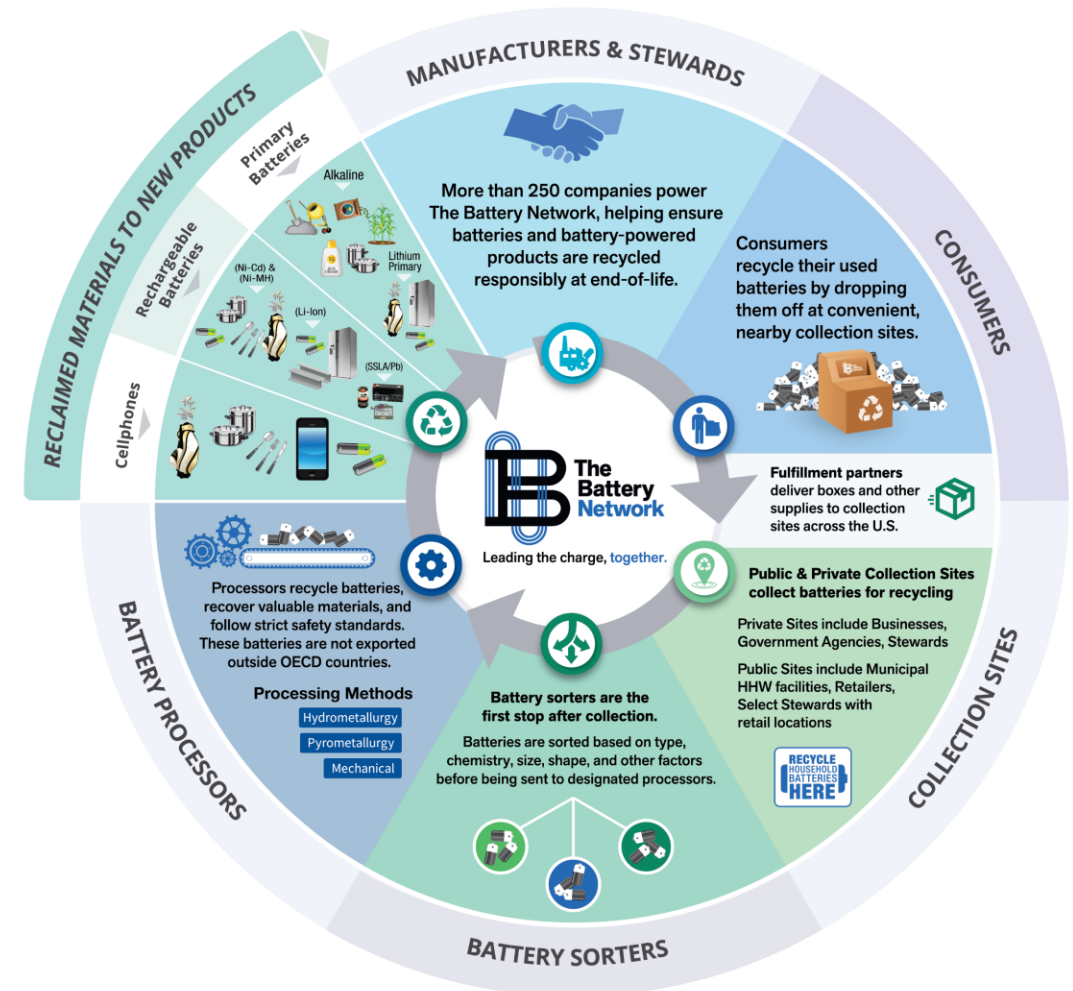 MANUFACTURERS & STEWARDS
More than 250 companies power
The Battery Network, helping ensure
batteries and battery-powered
products are recycled
responsibly at end-of-life.
CONSUMERS
Consumers
recycle their used
batteries by dropping
them off at convenient,
nearby collection sites.
Fulfillment partners
deliver boxes and other
supplies to collection
sites across the U.S.
COLLECTION SITES
Public & Private Collection Sites
collect batteries for recycling
Private Sites include Businesses,
Government Agencies, Stewards
Public Sites include Municipal
HHW facilities, Retailers,
Select Stewards with
retail locations
RECYCLE
HOUSEHOLD
BATTERIES
HERE
BATTERY SORTERS
Battery sorters are the
first stop after collection.
Batteries are sorted based on type,
chemistry, size, shape, and other factors
before being sent to designated processors.
BATTERY PROCESSORS
Processors recycle batteries,
recover valuable materials, and
follow strict safety standards.
These batteries are not exported
outside OECD countries.
Processing Methods
Hydrometallurgy
Pyrometallurgy
Mechanical
RECLAIMED MATERIALS TO NEW PRODUCTS
Cellphones
Rechargeable
Batteries
(Ni-Cd) &
(Ni-MH)
(Li-Ion)
(SSLA/Pb)
Primary
Batteries
Alkaline
Lithium
Primary
The
Battery
Network
Leading the charge, together.